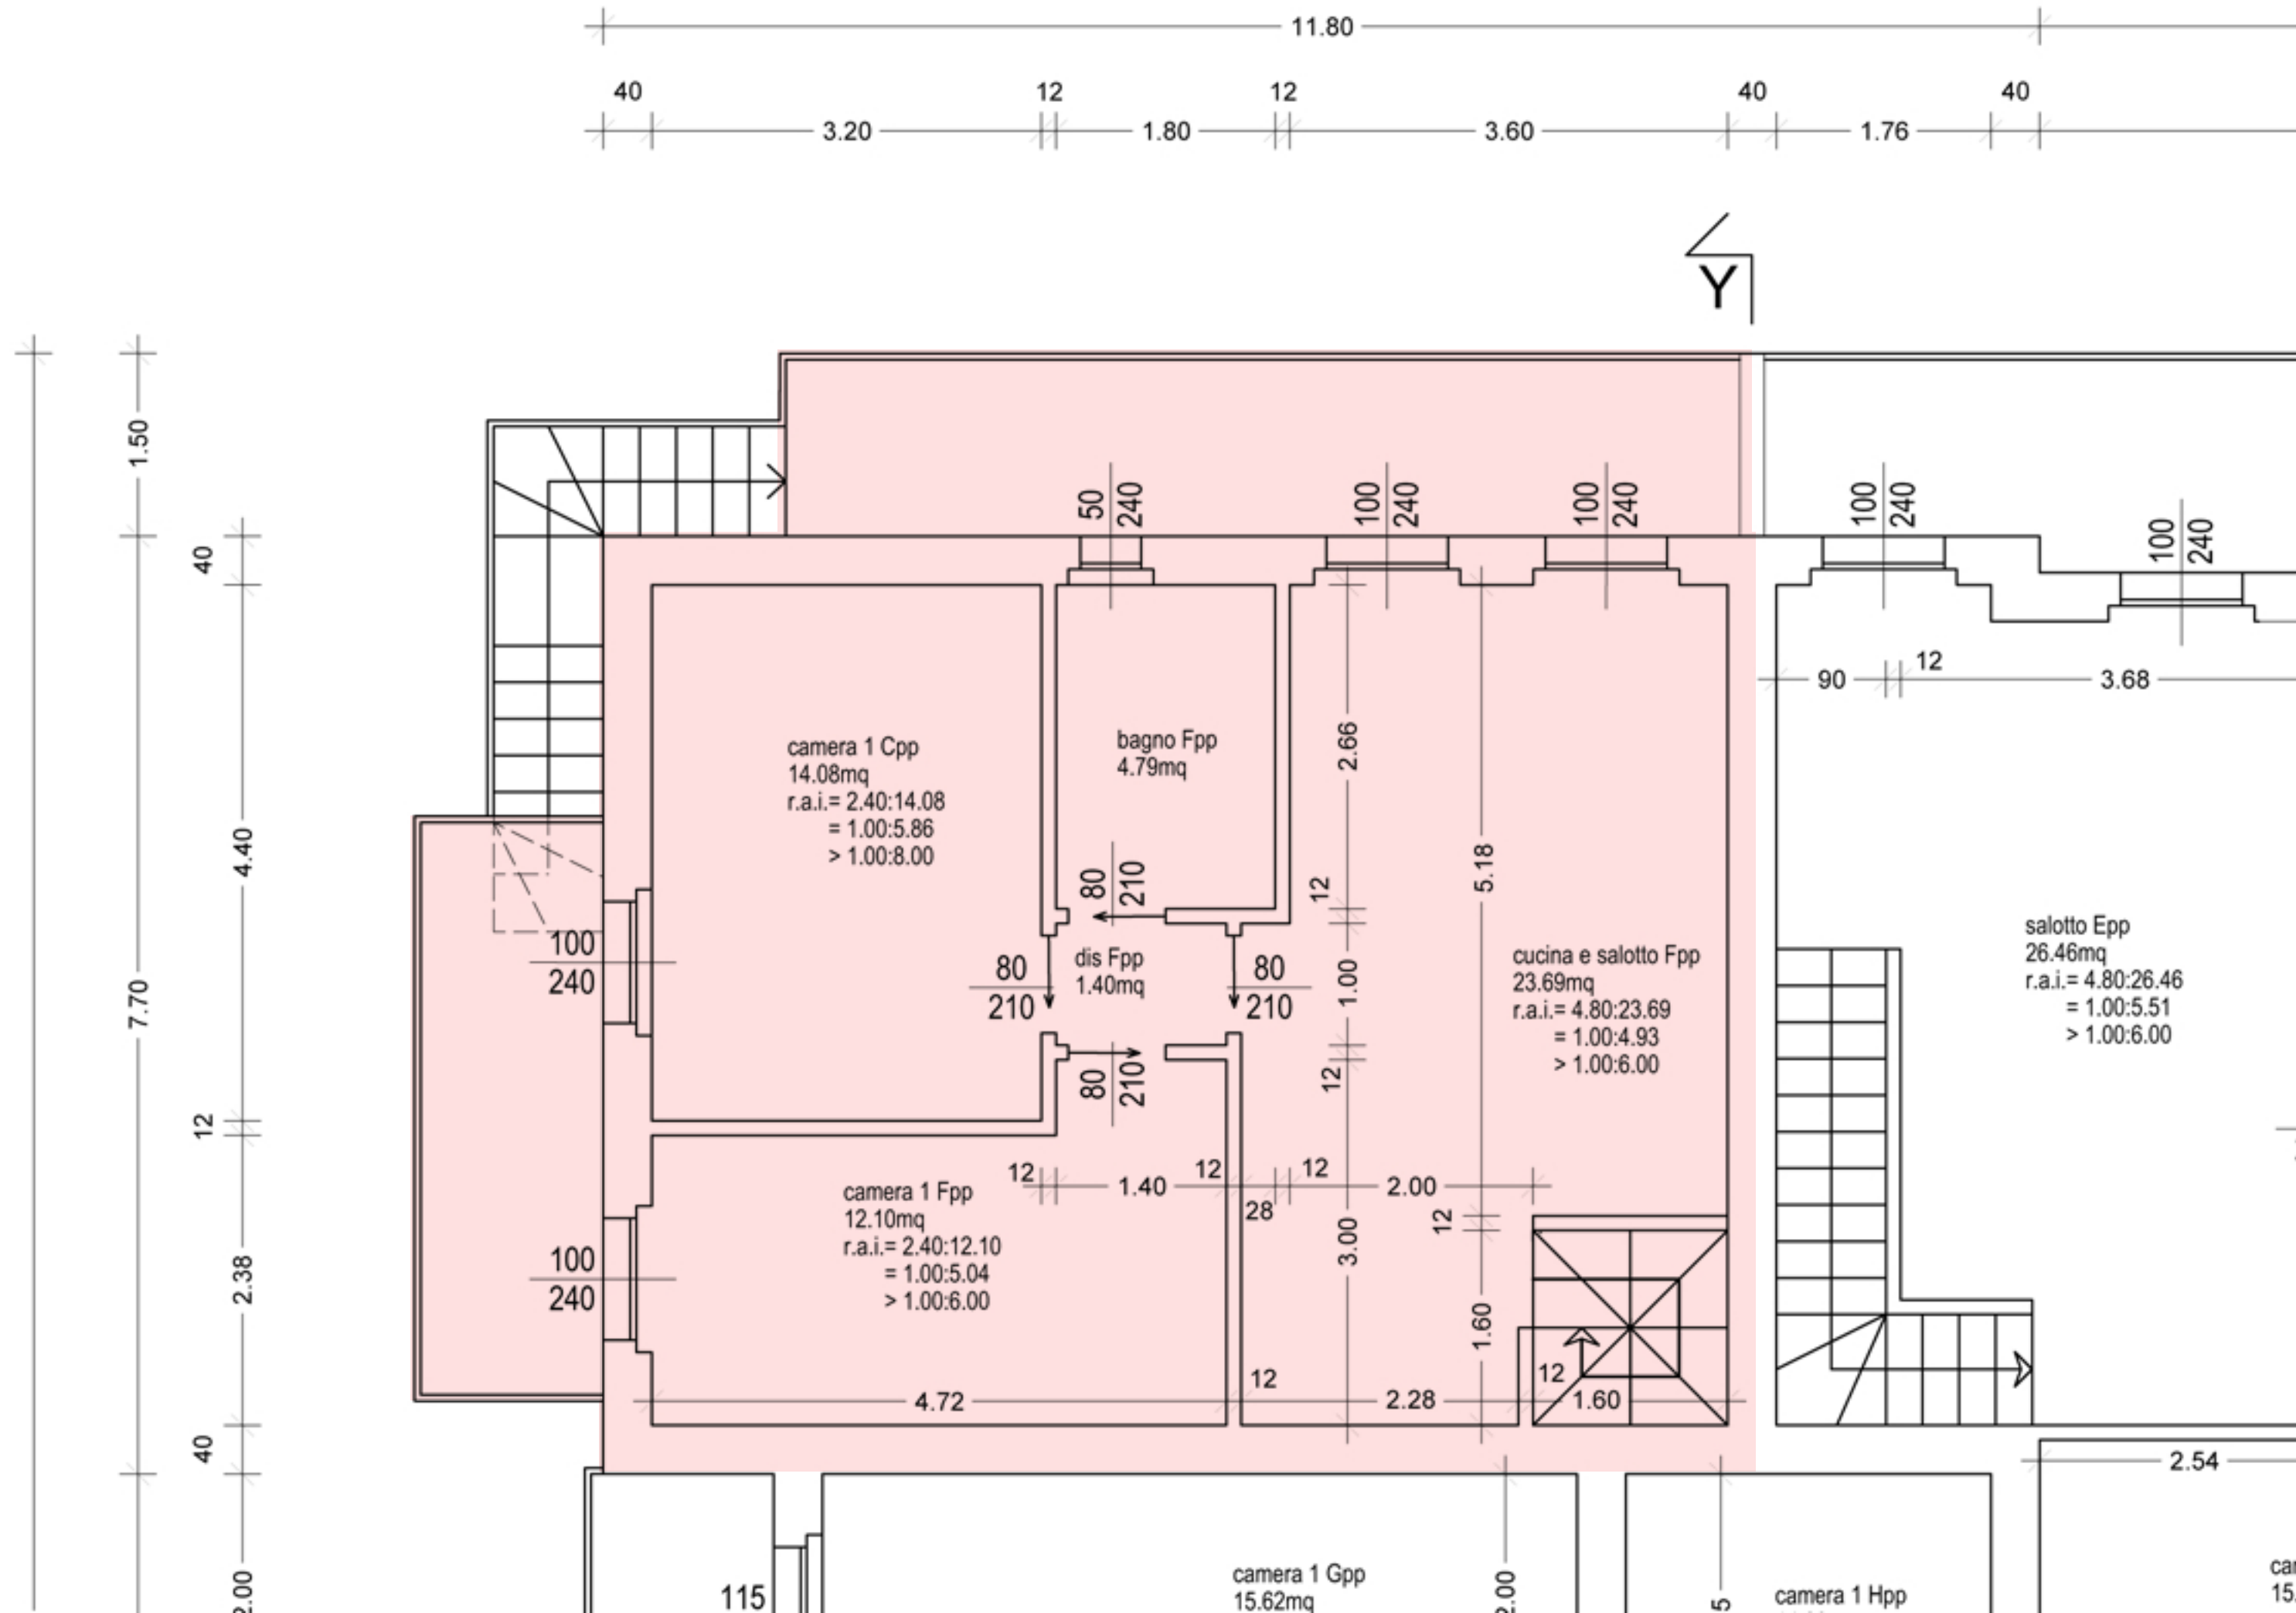 11.80
40 12 12 40 40
3.20 1.80 3.60 1.76
Y
1.50
50 240
100 240
100 240
100 240
100 240
40
90 12 3.68
camera 1 Cpp
14.08mq
r.a.i.= 2.40:14.08
= 1.00:5.86
> 1.00:8.00
bagno Fpp
4.79mq
2.66
4.40
5.18
80 210
12
7.70
100
240
80
210
dis Fpp
1.40mq
80
210
1.00
cucina e salotto Fpp
23.69mq
r.a.i.= 4.80:23.69
= 1.00:4.93
> 1.00:6.00
salotto Epp
26.46mq
r.a.i.= 4.80:26.46
= 1.00:5.51
> 1.00:6.00
80 210
12
12
12 1.40 12 28 12 2.00
12
camera 1 Fpp
12.10mq
r.a.i.= 2.40:12.10
= 1.00:5.04
> 1.00:6.00
100
240
2.38
3.00
1.60
4.72 12 2.28 12 1.60
40
2.54
camera 1 Gpp
15.62mq
camera 1 Hpp
115